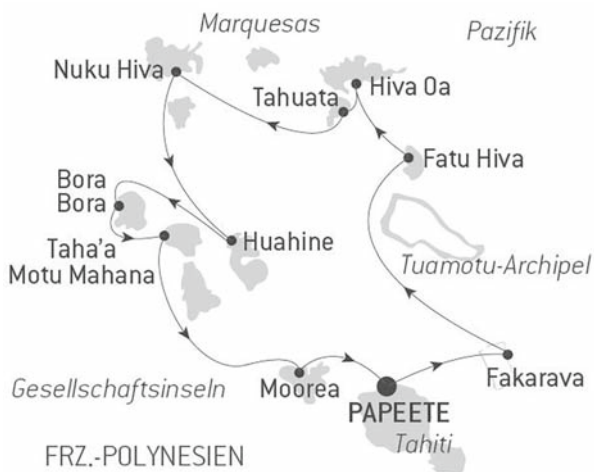 Marquesas
Pazifik
Nuku Hiva
Hiva Oa
Tahuata
Fatu Hiva
Bora
Bora
Huahine
Taha'a
Motu Mahana
Tuamotu-Archipel
Gesellschaftsinseln
Moorea
Fakarava
PAPEETE
Tahiti
FRZ.-POLYNESIEN